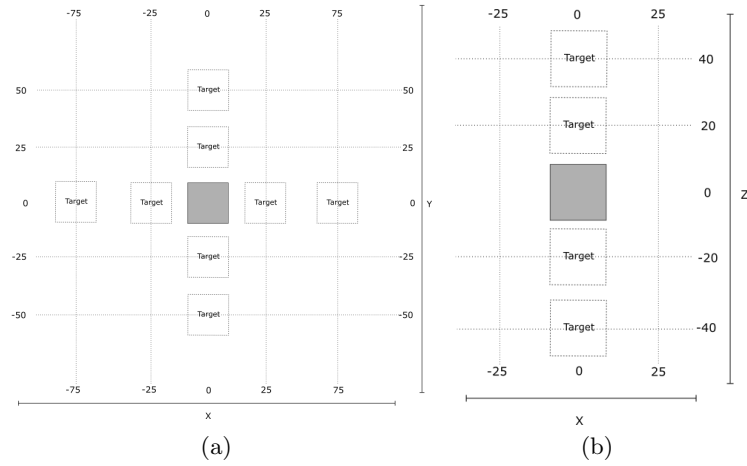 -75 -25 0 25 75
50 Target 50
25 Target 25
0 Target Target Target Target 0 Y
-25 Target -25
-50 Target -50
-75 -25 0 25 75
X
(a)
-25 0 25
Target 40
Target 20
0 Z
Target -20
Target -40
-25 0 25
X
(b)